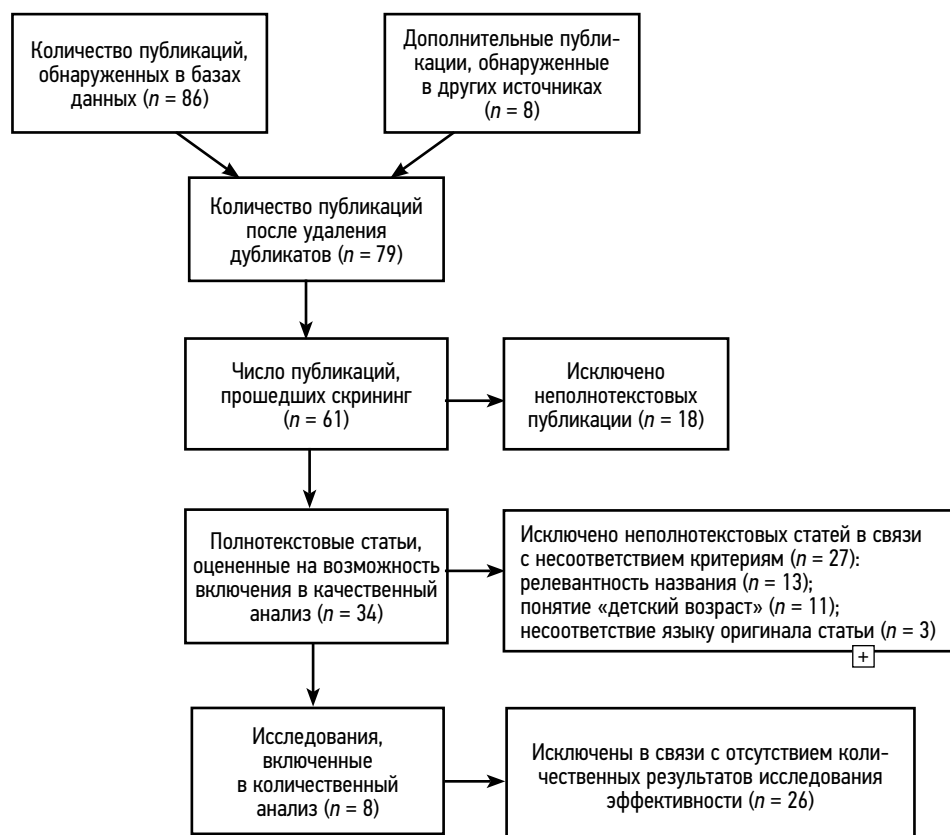 Количество публикаций,
обнаруженных в базах
данных (n = 86)
Дополнительные публи-
кации, обнаруженные
в других источниках
(n = 8)
Количество публикаций
после удаления
дубликатов (n = 79)
Число публикаций,
прошедших скрининг
(n = 61)
Исключено
неполнотекстовых
публикации (n = 18)
Полнотекстовые статьи,
оцененные на возможность
включения в качественный
анализ (n = 34)
Исключено неполнотекстовых статей в связи
с несоответствием критериям (n = 27):
релевантность названия (n = 13);
понятие «детский возраст» (n = 11);
несоответствие языку оригинала статьи (n = 3)
+
Исследования,
включенные
в количественный
анализ (n = 8)
Исключены в связи с отсутствием коли-
чественных результатов исследования
эффективности (n = 26)